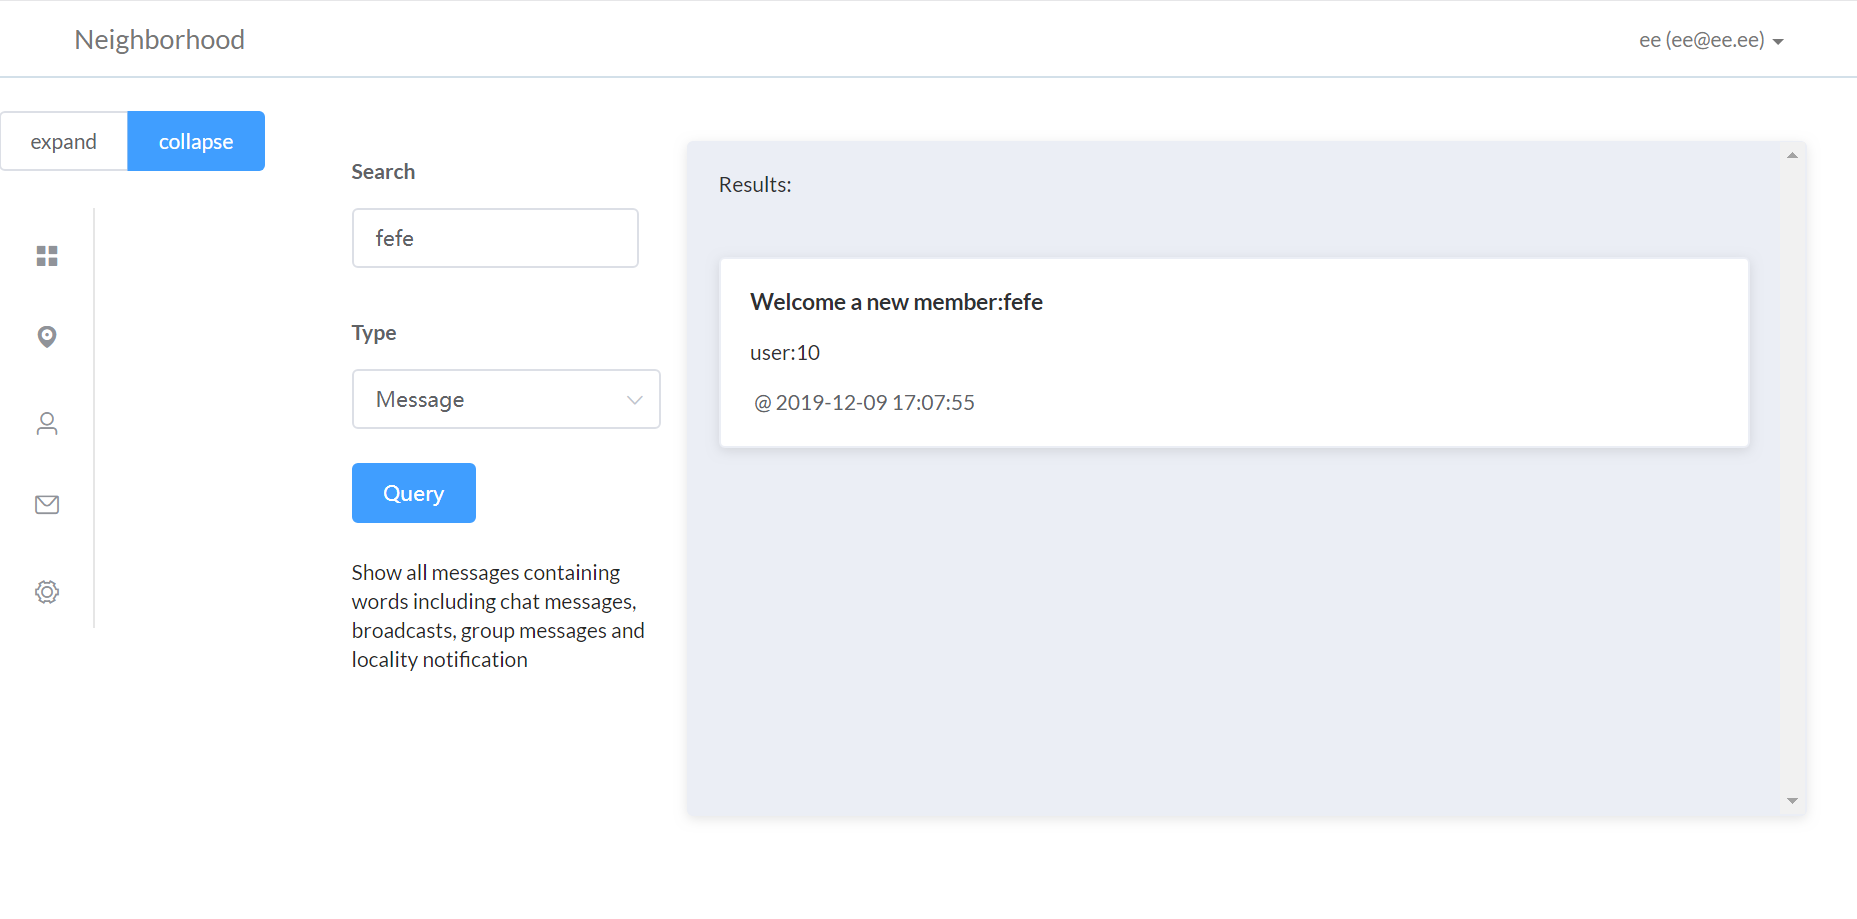 Neighborhood
ee (ee@ee.ee)
expand
collapse
Search
fefe
Type
Message
Query
Show all messages containing
words including chat messages,
broadcasts, group messages and
locality notification
Results:
Welcome a new member:fefe
user:10
@ 2019-12-09 17:07:55